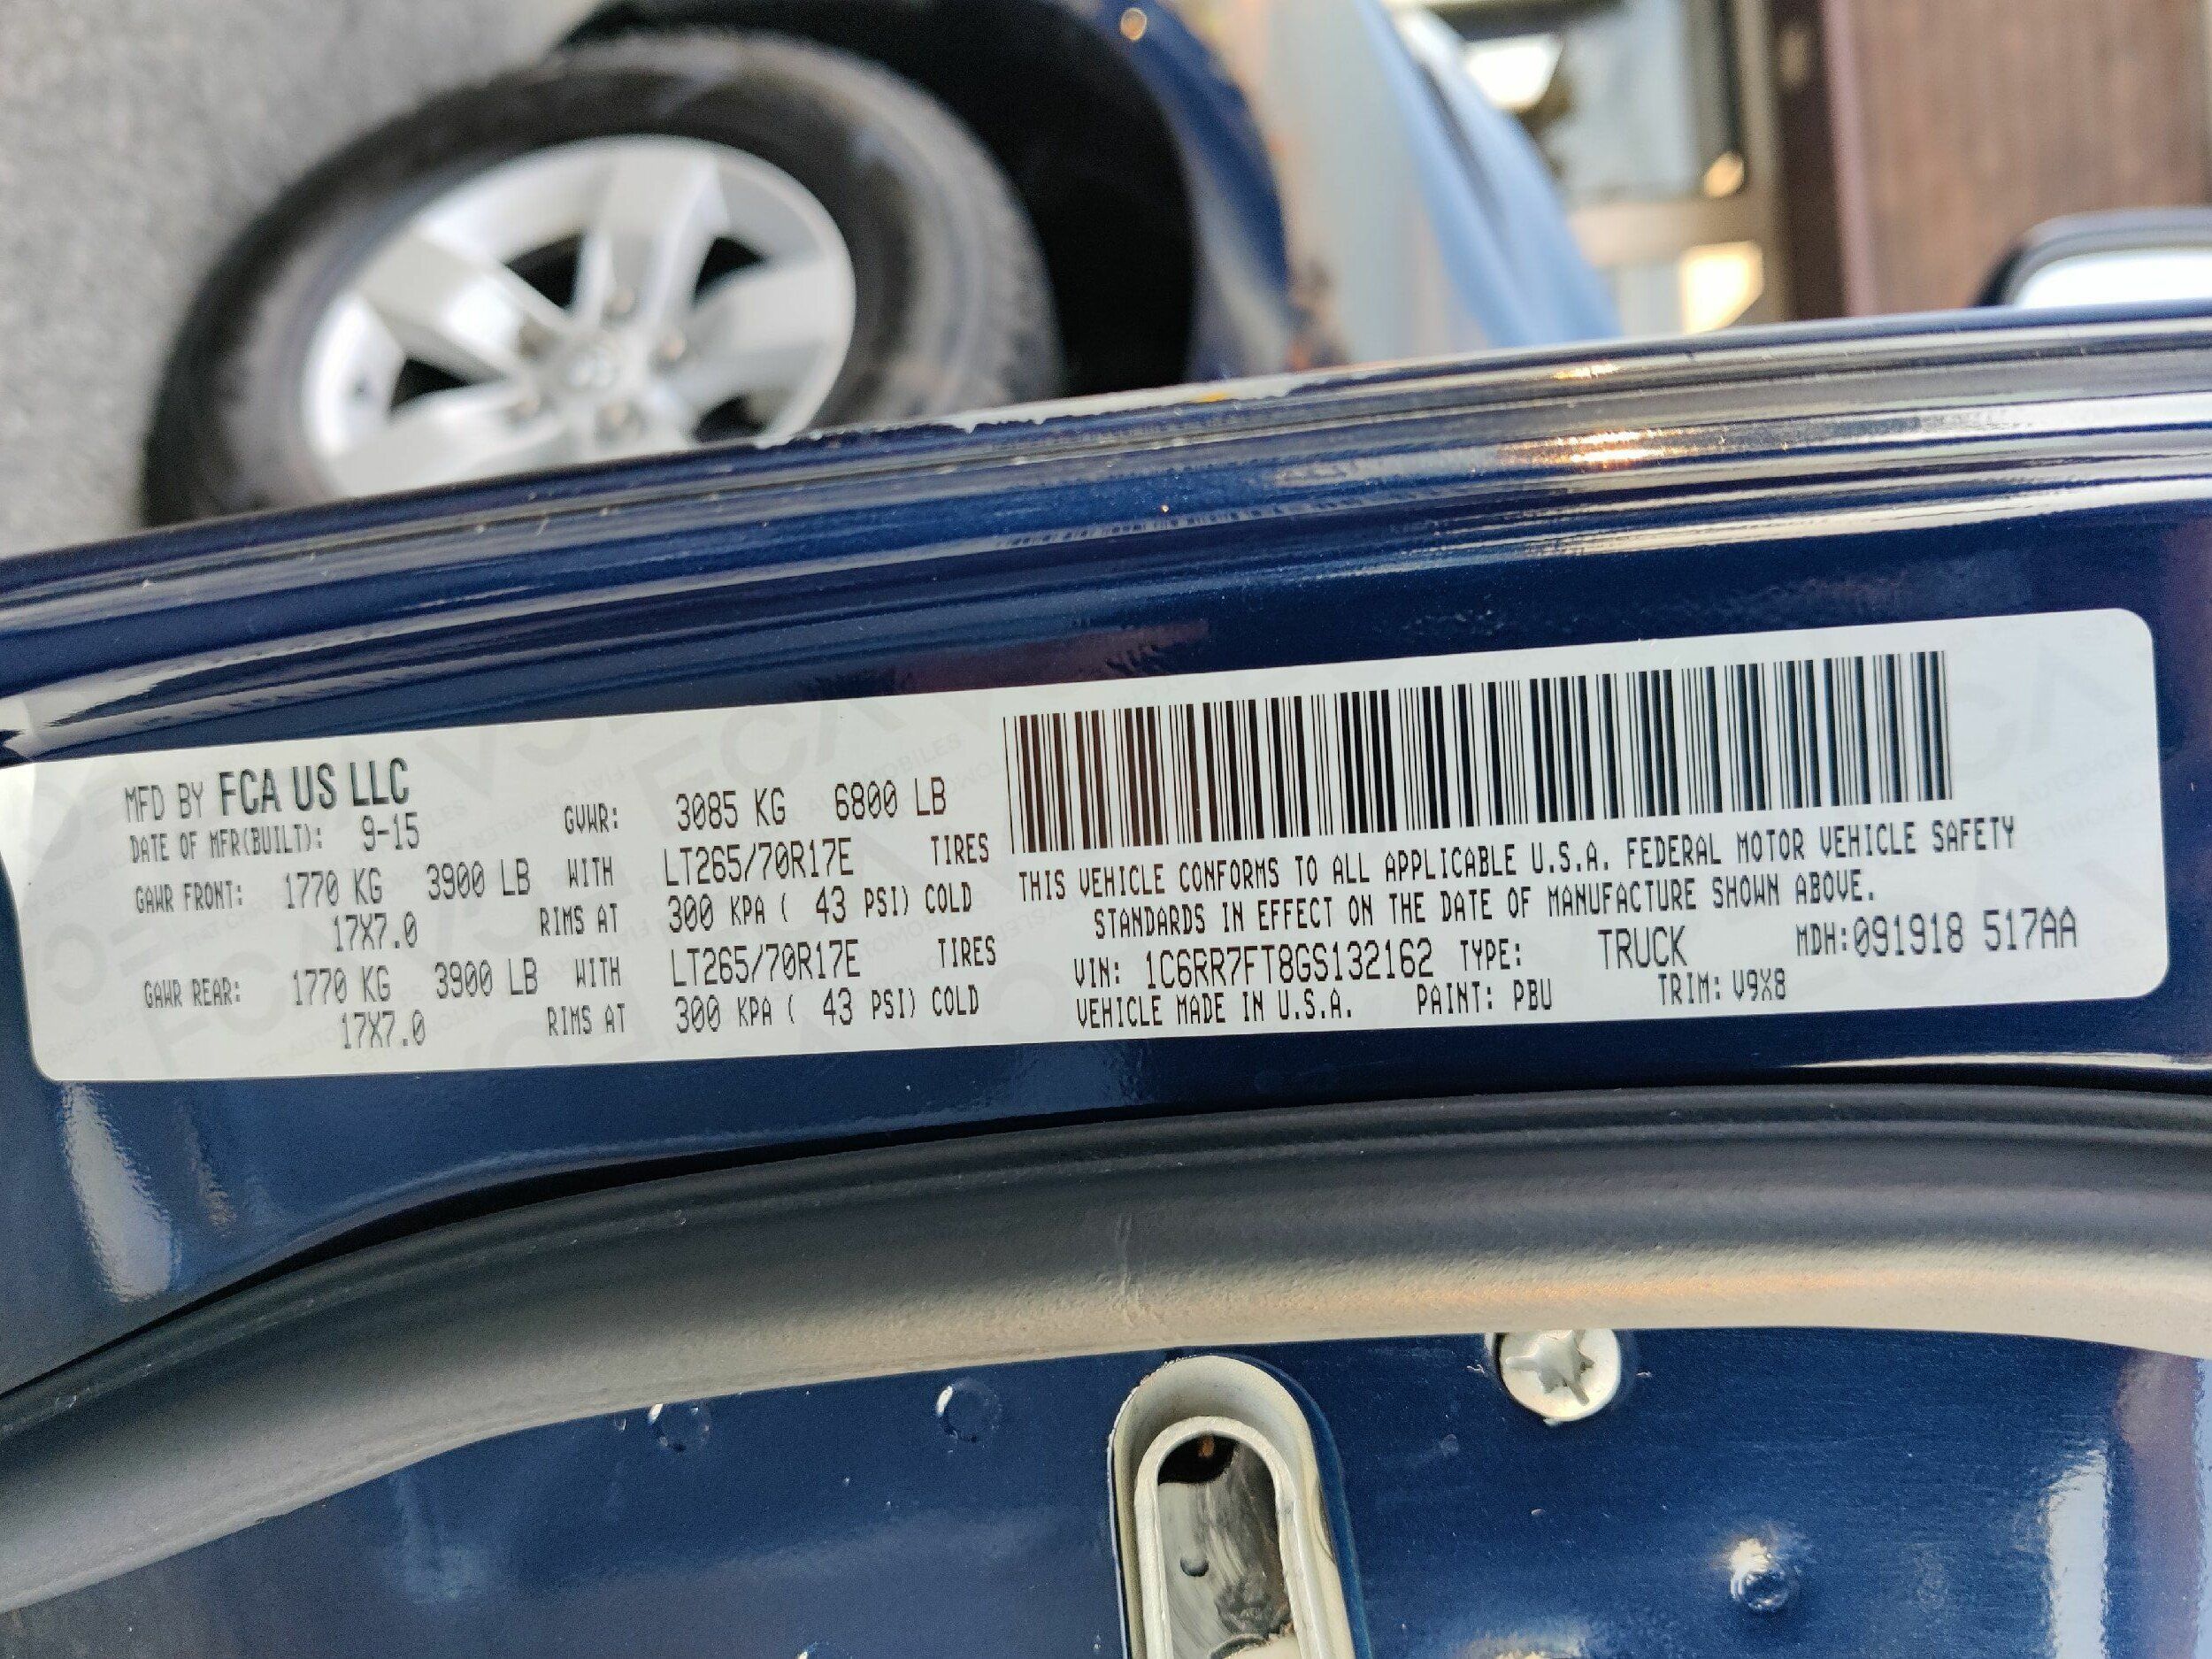 MFD BY FCA US LLC
DATE OF MFR(BUILT): 9-15 GVWR: 3085 KG 6800 LB
GAWR FRONT: 1770 KG 3900 LB WITH LT265/70R17E TIRES
17X7.0 RIMS AT 300 KPA ( 43 PSI) COLD
GAWR REAR: 1770 KG 3900 LB WITH LT265/70R17E TIRES
17X7.0 RIMS AT 300 KPA ( 43 PSI) COLD
THIS VEHICLE CONFORMS TO ALL APPLICABLE U.S.A. FEDERAL MOTOR VEHICLE SAFETY
STANDARDS IN EFFECT ON THE DATE OF MANUFACTURE SHOWN ABOVE.
VIN: 1C6RR7FT8GS132162 TYPE: TRUCK MDH:091918 517AA
VEHICLE MADE IN U.S.A. PAINT: PBU TRIM: V9X8